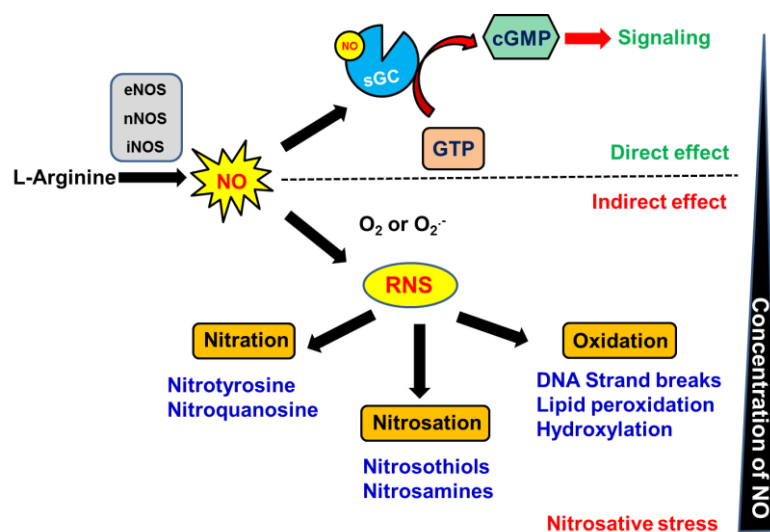 NO
sGC
cGMP
Signaling
eNOS
nNOS
iNOS
GTP
Direct effect
L-Arginine
NO
Indirect effect
O₂ or O₂·-
RNS
Nitration
Oxidation
Nitrotyrosine
Nitroquanosine
DNA Strand breaks
Lipid peroxidation
Hydroxylation
Nitrosation
Nitrosothiols
Nitrosamines
Nitrosative stress
Concentration of NO